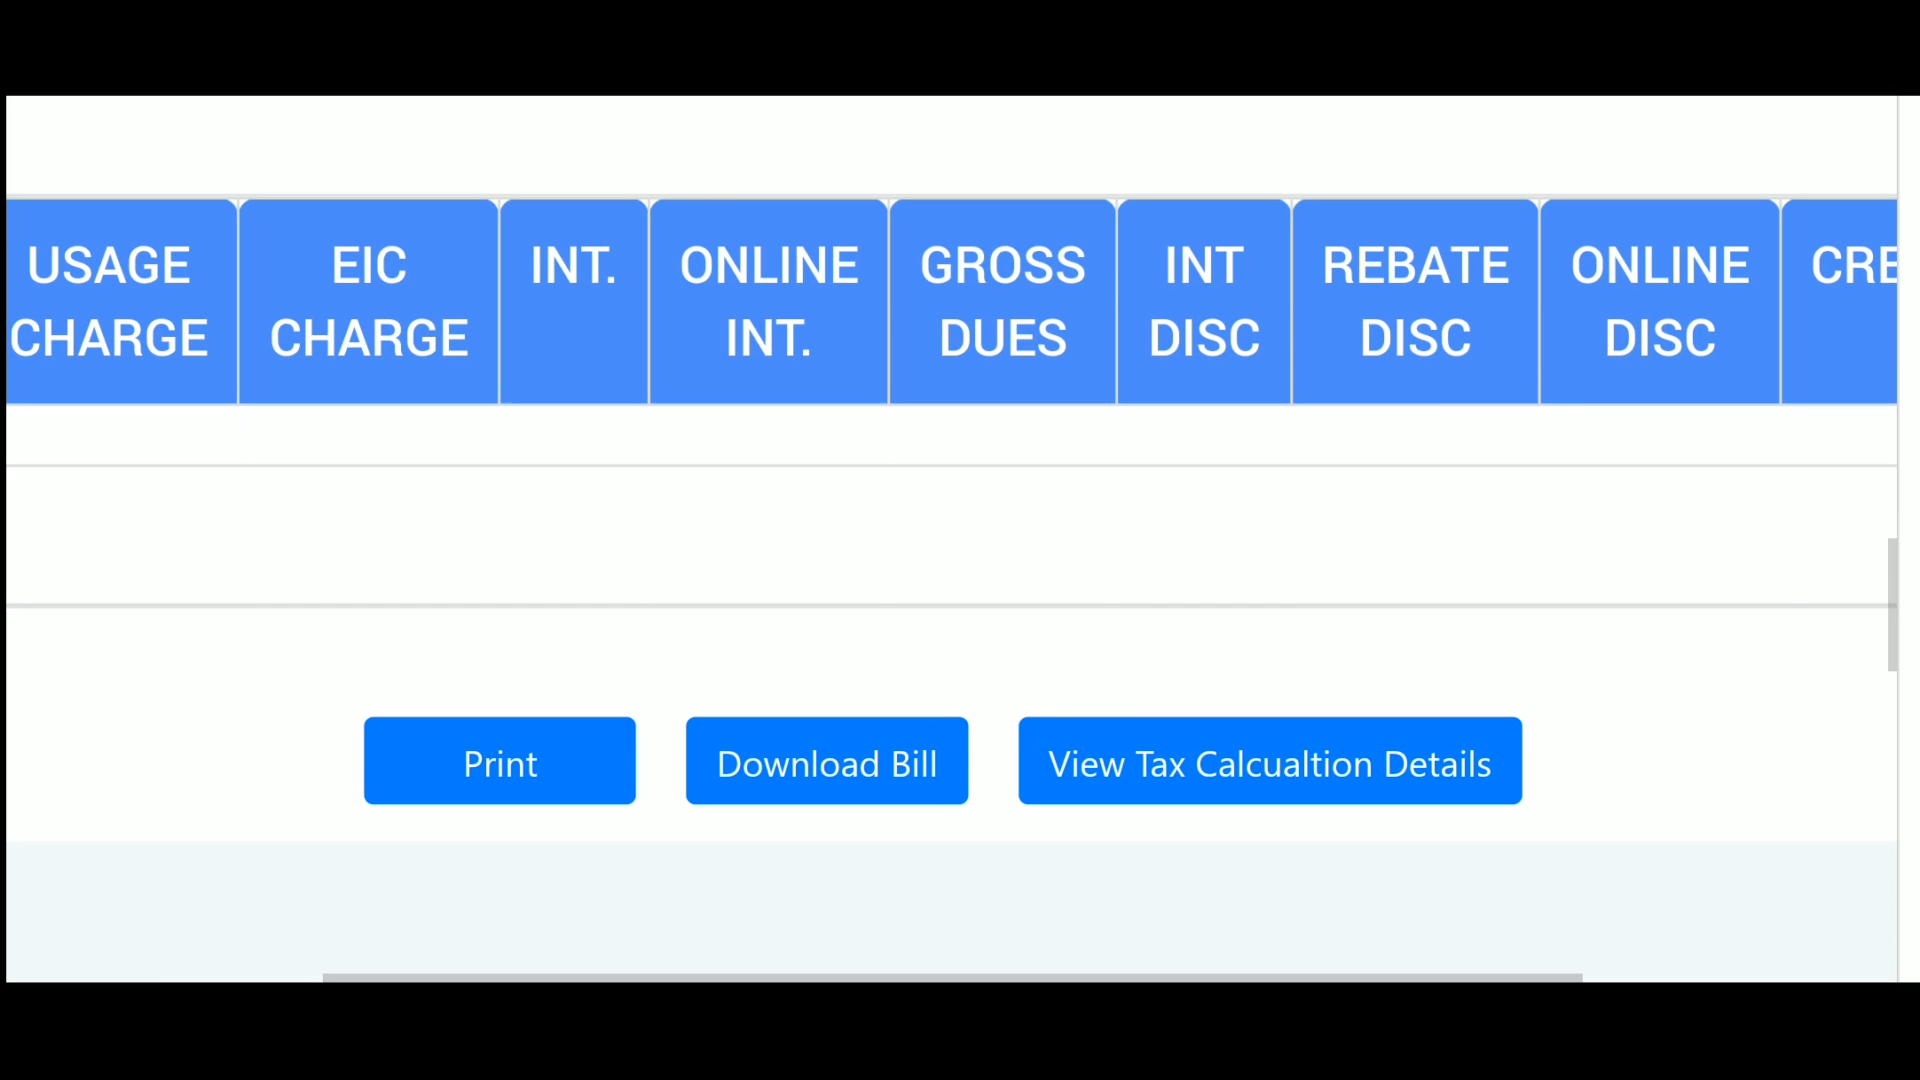 USAGE CHARGE
EIC CHARGE
INT.
ONLINE INT.
GROSS DUES
INT DISC
REBATE DISC
ONLINE DISC
CRE
Print
Download Bill
View Tax Calcualtion Details